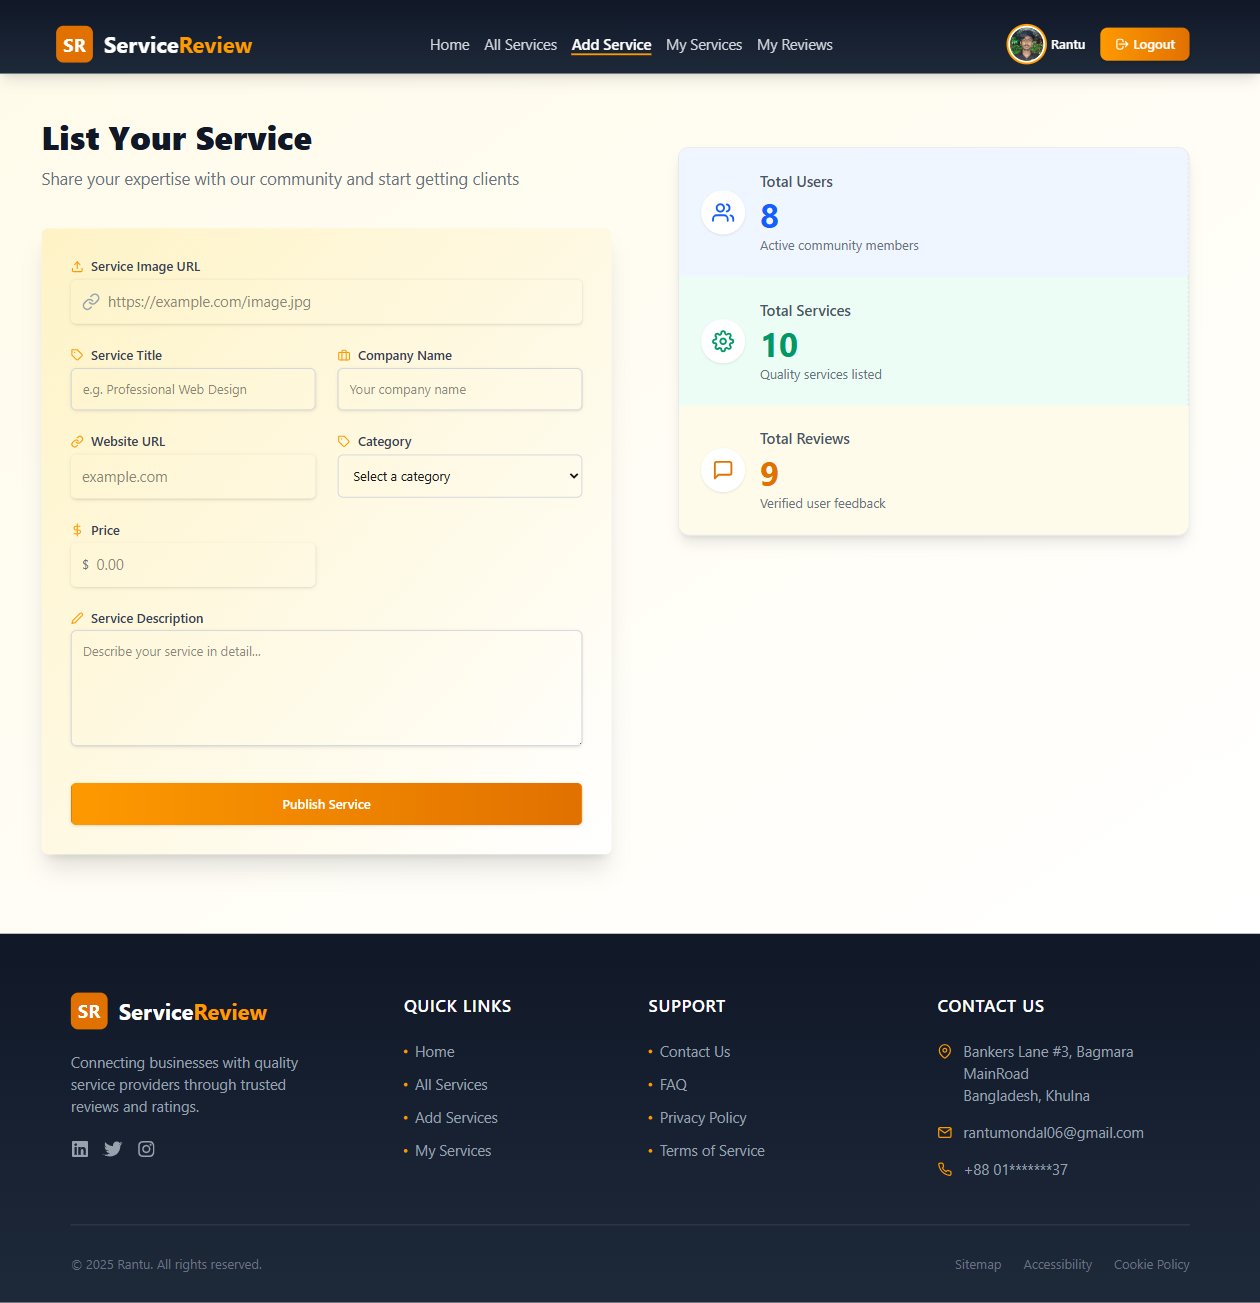 SR ServiceReview
Home All Services Add Service My Services My Reviews
Rantu
Logout
List Your Service
Share your expertise with our community and start getting clients
Service Image URL
https://example.com/image.jpg
Service Title
e.g. Professional Web Design
Company Name
Your company name
Website URL
example.com
Category
Select a category
Price
$ 0.00
Service Description
Describe your service in detail...
Publish Service
Total Users
8
Active community members
Total Services
10
Quality services listed
Total Reviews
9
Verified user feedback
SR ServiceReview
Connecting businesses with quality
service providers through trusted
reviews and ratings.
QUICK LINKS
• Home
• All Services
• Add Services
• My Services
SUPPORT
• Contact Us
• FAQ
• Privacy Policy
• Terms of Service
CONTACT US
Bankers Lane #3, Bagmara
MainRoad
Bangladesh, Khulna
rantumondal06@gmail.com
+88 01*******37
© 2025 Rantu. All rights reserved.
Sitemap Accessibility Cookie Policy